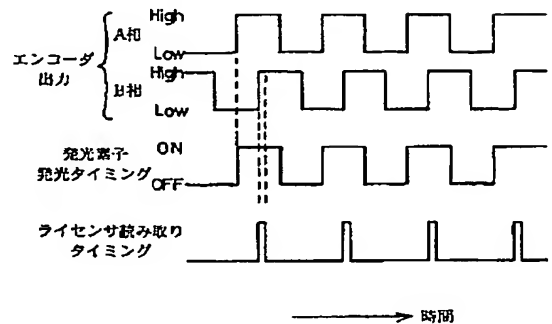 High
A相
Low
エンコーダ
出力
High
B相
Low
発光素子
発光タイミング
ON
OFF
ライセンサ読み取り
タイミング
時間